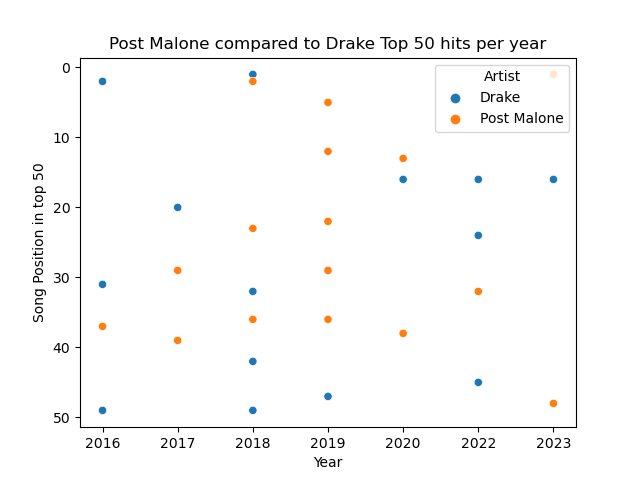 Post Malone compared to Drake Top 50 hits per year
Artist
Drake
Post Malone
Song Position in top 50
0
10
20
30
40
50
2016 2017 2018 2019 2020 2022 2023
Year